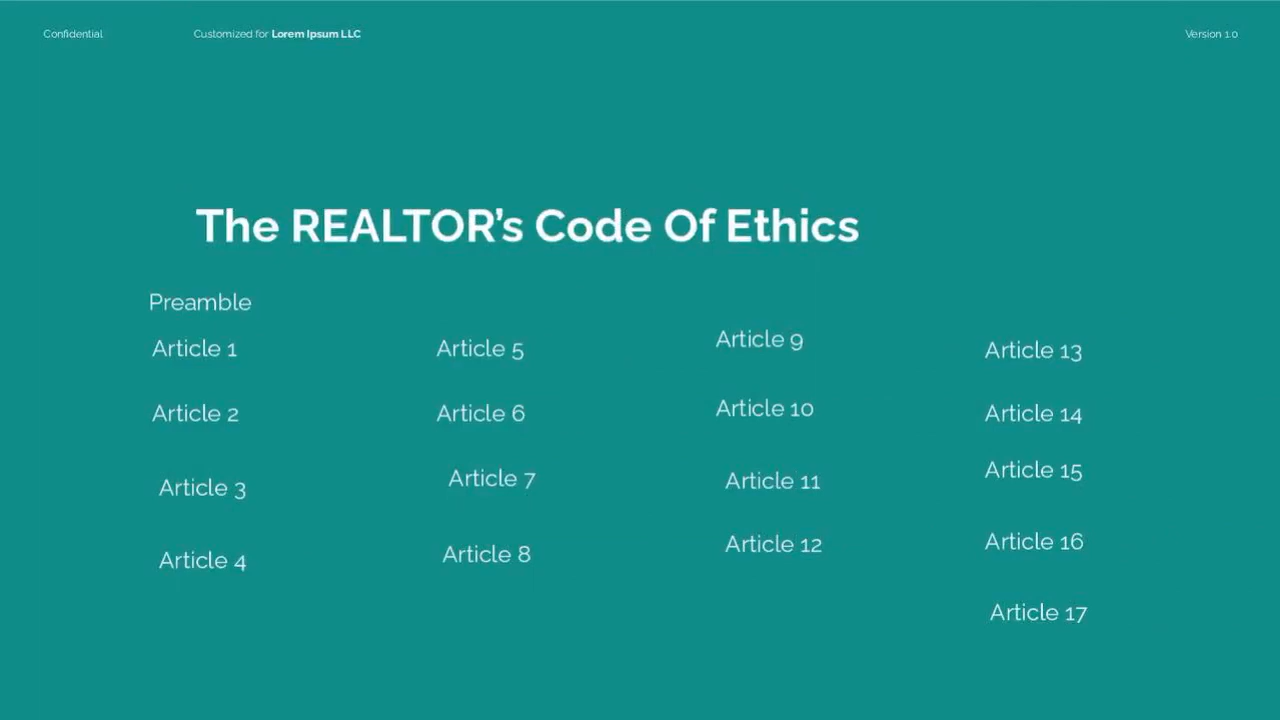 Confidential
Customized for Lorem Ipsum LLC
Version 1.0
The REALTOR's Code Of Ethics
Preamble
Article 1
Article 2
Article 3
Article 4
Article 5
Article 6
Article 7
Article 8
Article 9
Article 10
Article 11
Article 12
Article 13
Article 14
Article 15
Article 16
Article 17